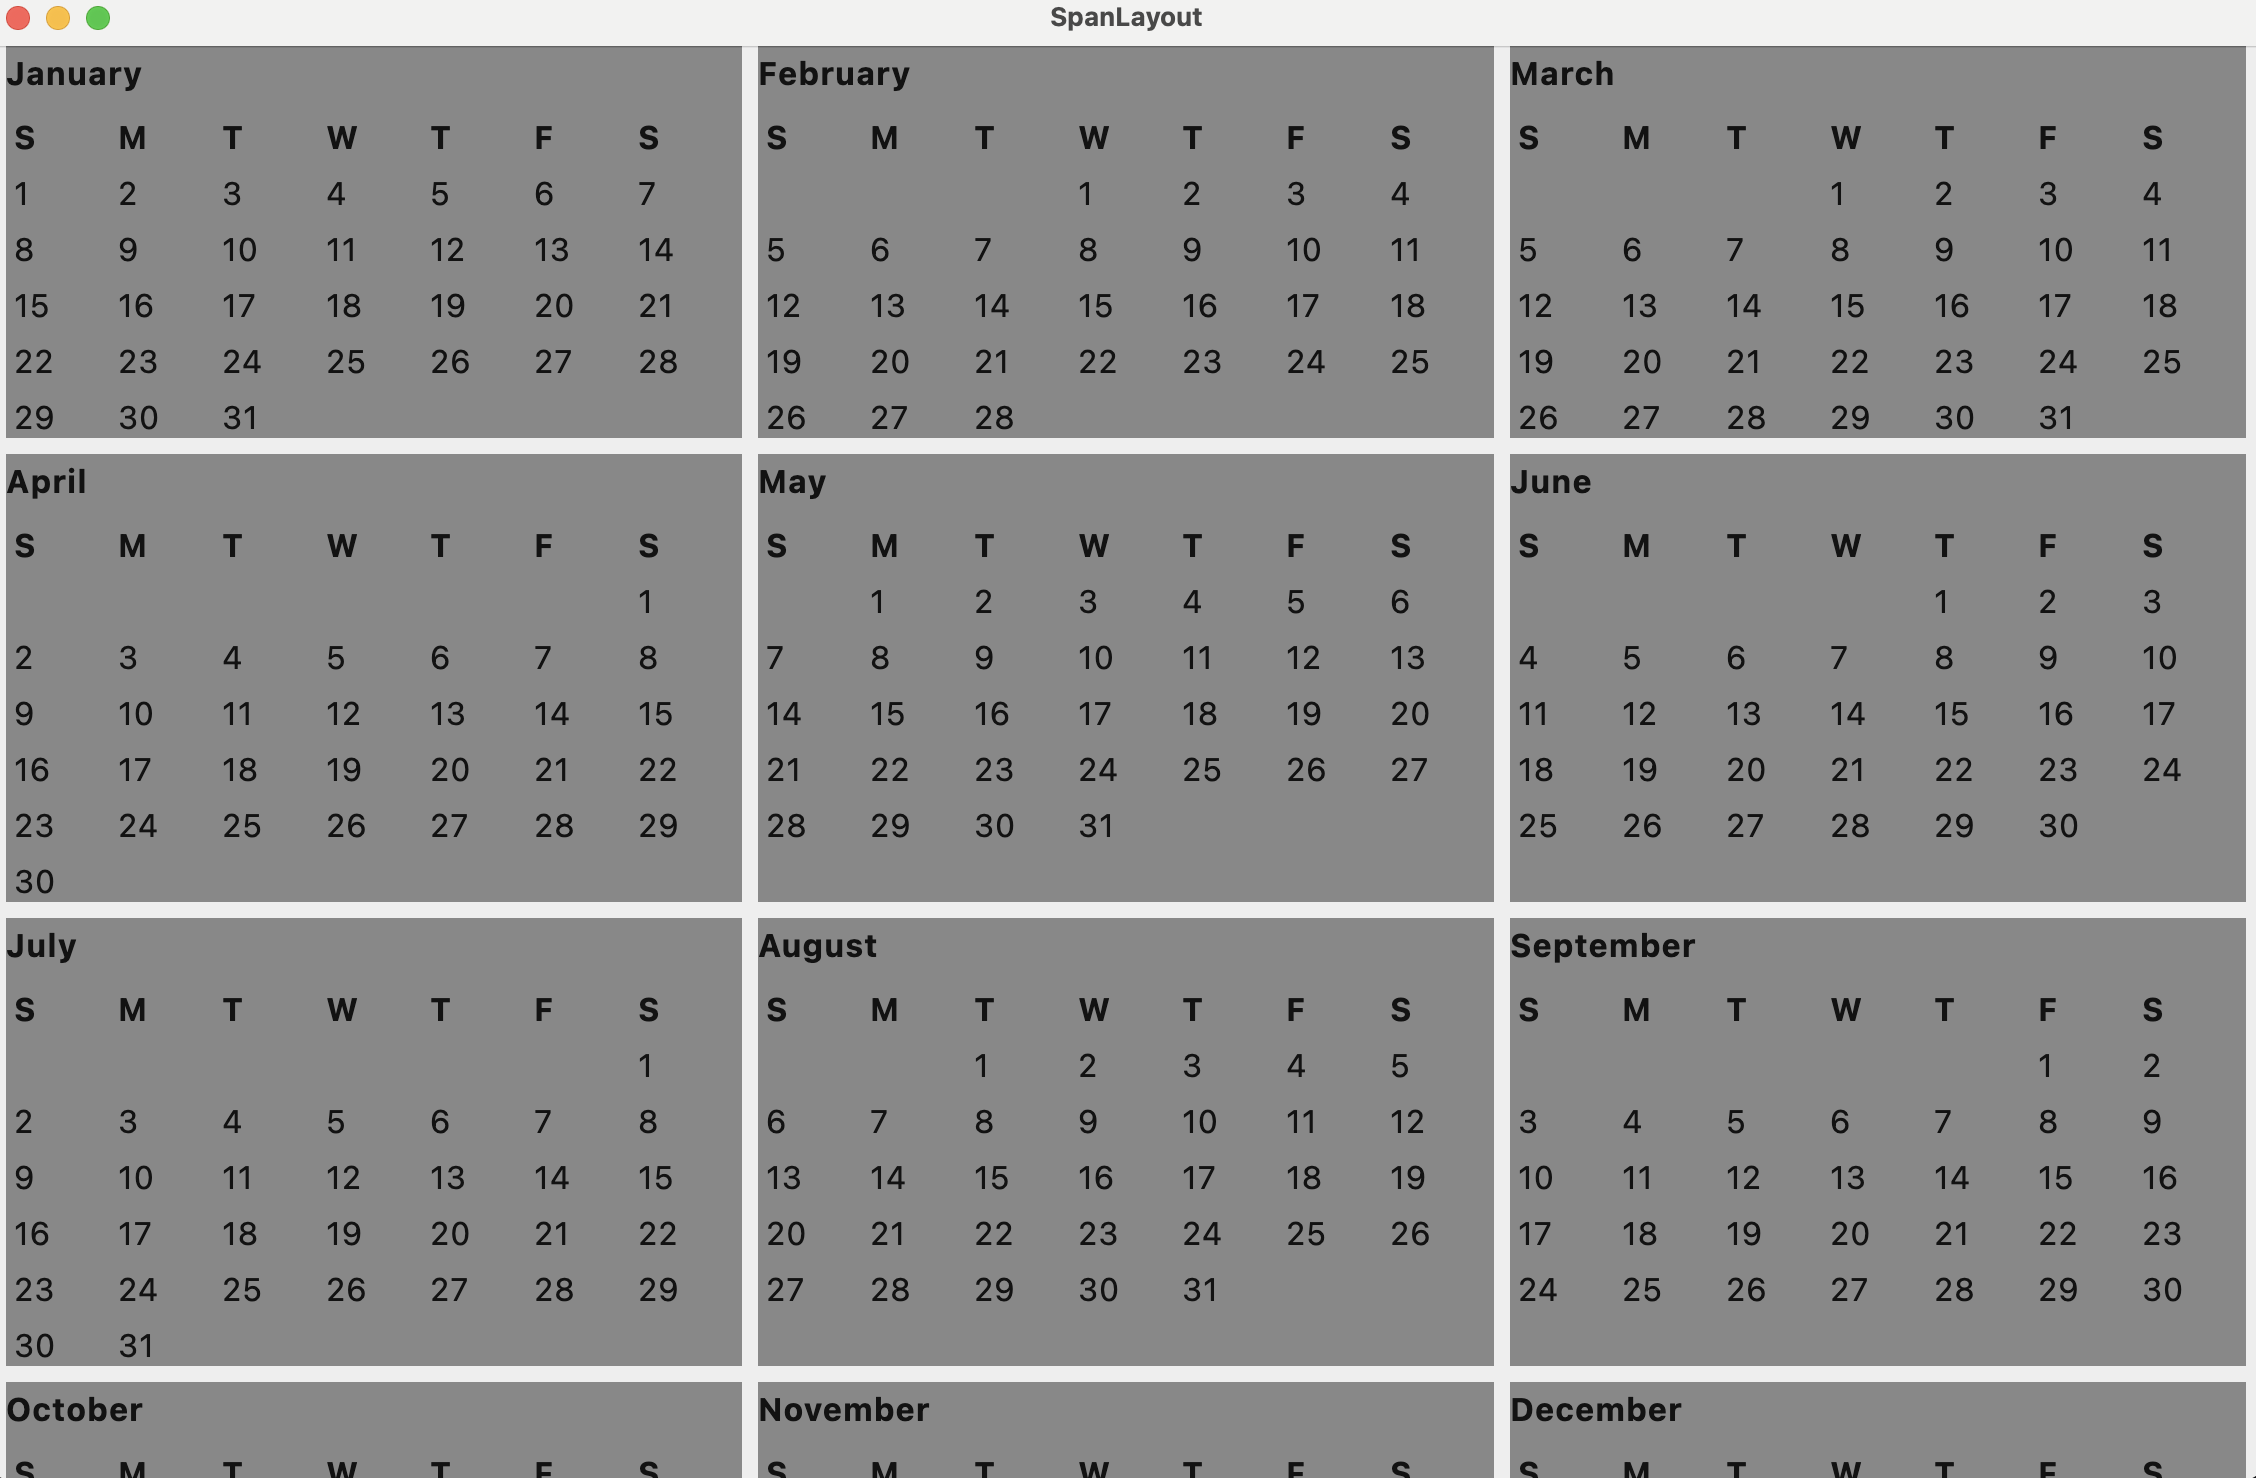 SpanLayout
January
S M T W T F S
1 2 3 4 5 6 7
8 9 10 11 12 13 14
15 16 17 18 19 20 21
22 23 24 25 26 27 28
29 30 31
February
S M T W T F S
1 2 3 4
5 6 7 8 9 10 11
12 13 14 15 16 17 18
19 20 21 22 23 24 25
26 27 28
March
S M T W T F S
1 2 3 4
5 6 7 8 9 10 11
12 13 14 15 16 17 18
19 20 21 22 23 24 25
26 27 28 29 30 31
April
S M T W T F S
1
2 3 4 5 6 7 8
9 10 11 12 13 14 15
16 17 18 19 20 21 22
23 24 25 26 27 28 29
30
May
S M T W T F S
1 2 3 4 5 6
7 8 9 10 11 12 13
14 15 16 17 18 19 20
21 22 23 24 25 26 27
28 29 30 31
June
S M T W T F S
1 2 3
4 5 6 7 8 9 10
11 12 13 14 15 16 17
18 19 20 21 22 23 24
25 26 27 28 29 30
July
S M T W T F S
1
2 3 4 5 6 7 8
9 10 11 12 13 14 15
16 17 18 19 20 21 22
23 24 25 26 27 28 29
30 31
August
S M T W T F S
1 2 3 4 5
6 7 8 9 10 11 12
13 14 15 16 17 18 19
20 21 22 23 24 25 26
27 28 29 30 31
September
S M T W T F S
1 2
3 4 5 6 7 8 9
10 11 12 13 14 15 16
17 18 19 20 21 22 23
24 25 26 27 28 29 30
October
S M T W T F S
November
S M T W T F S
December
S M T W T F S